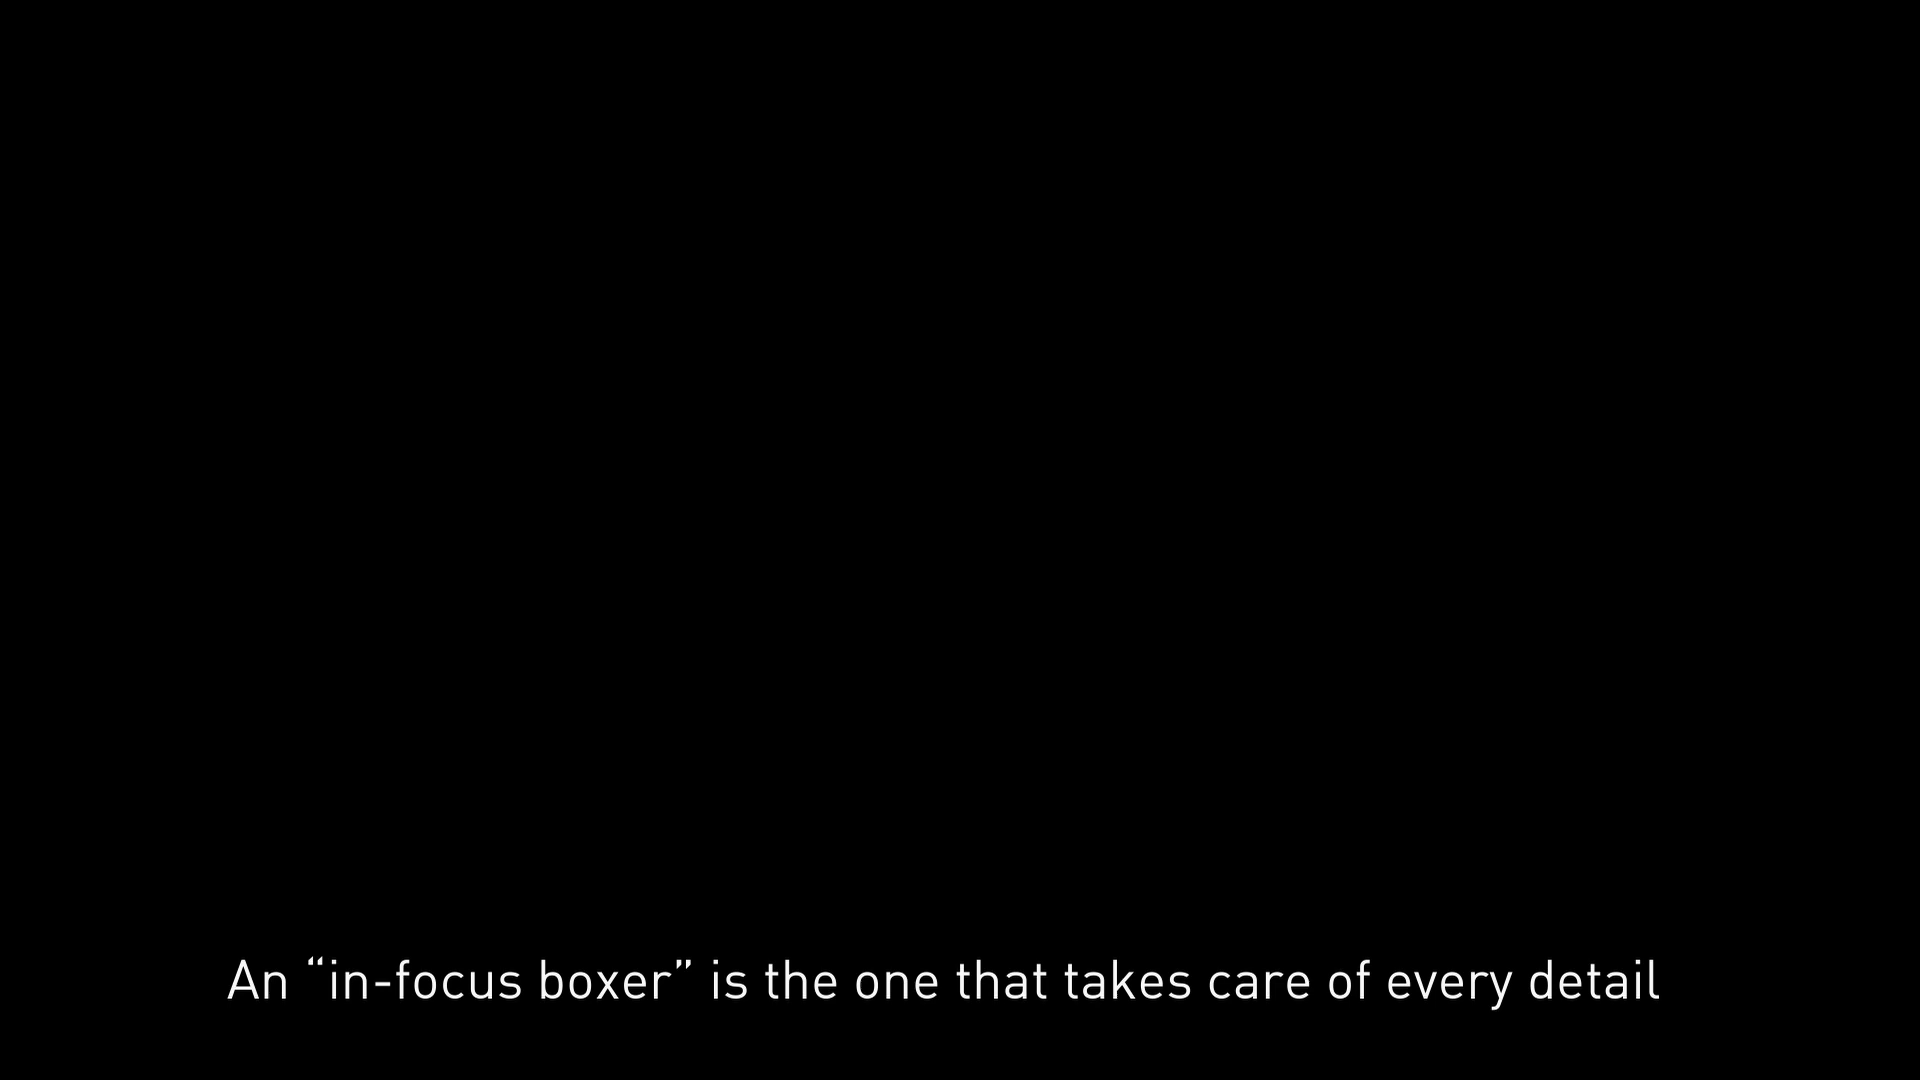 An “in-focus boxer” is the one that takes care of every detail